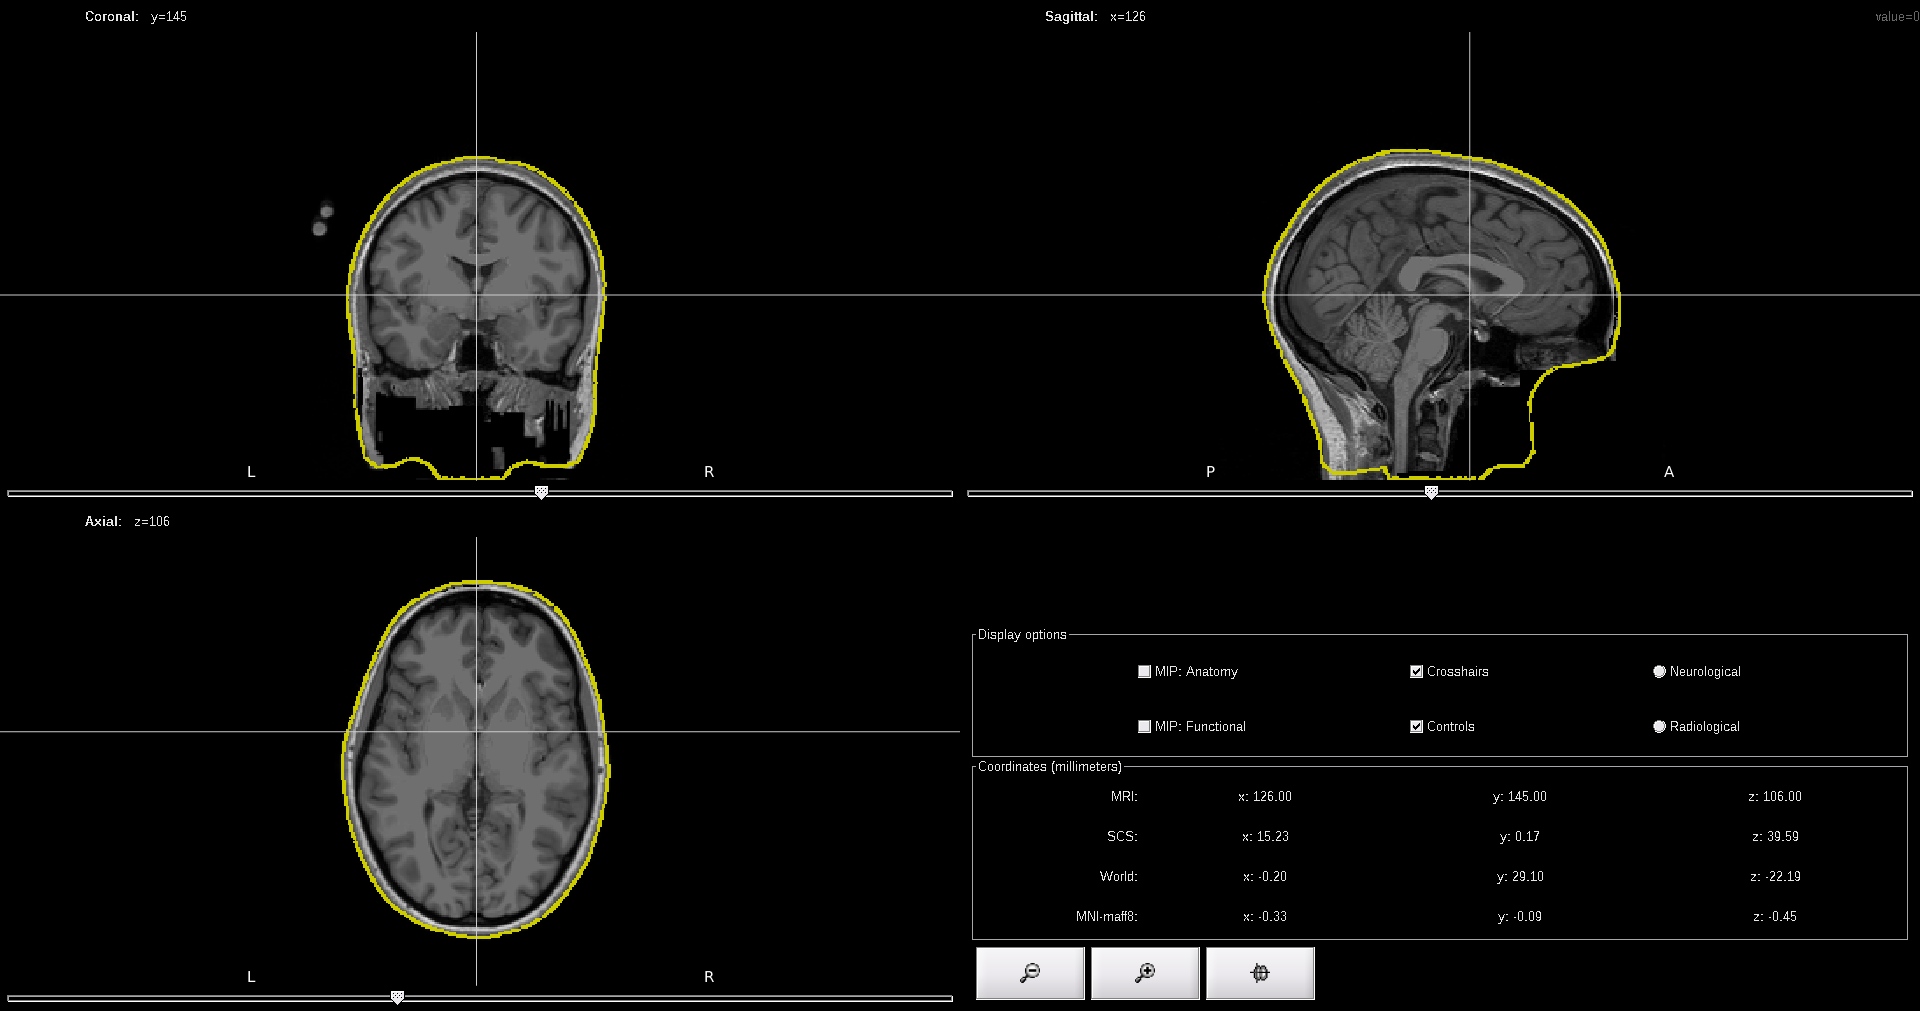 Coronal: y=145
Sagittal: x=126
value=0
L
R
P
A
Axial: z=106
L
R
Display options
MIP: Anatomy
Crosshairs
Neurological
MIP: Functional
Controls
Radiological
Coordinates (millimeters)
MRI: x: 126.00 y: 145.00 z: 106.00
SCS: x: 15.23 y: 0.17 z: 39.59
World: x: -0.20 y: 29.10 z: -22.19
MNI-maff8: x: -0.33 y: -0.09 z: -0.45